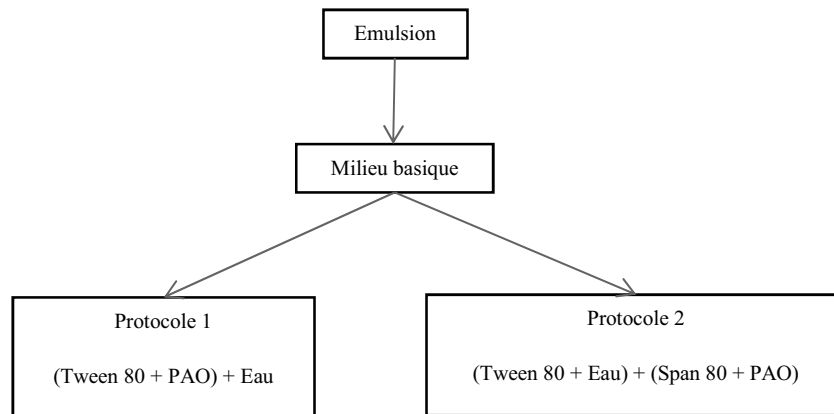 Emulsion
Milieu basique
Protocole 1
(Tween 80 + PAO) + Eau
Protocole 2
(Tween 80 + Eau) + (Span 80 + PAO)